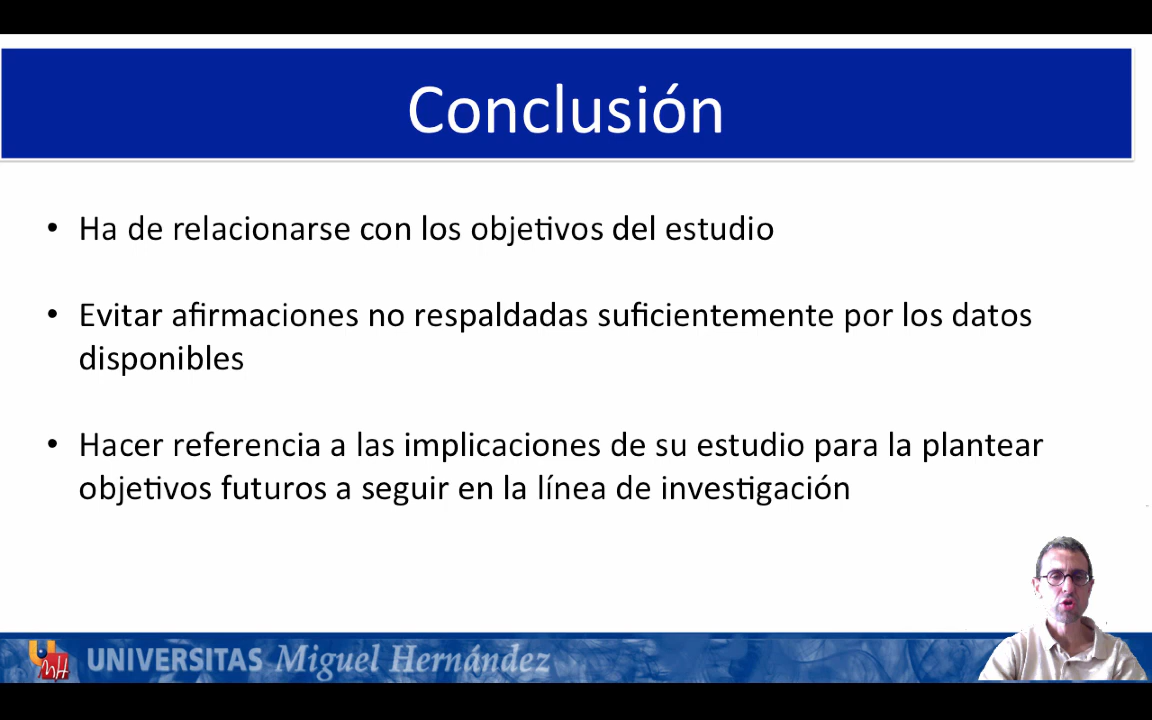 Conclusión
• Ha de relacionarse con los objetivos del estudio
• Evitar afirmaciones no respaldadas suficientemente por los datos
disponibles
• Hacer referencia a las implicaciones de su estudio para la plantear
objetivos futuros a seguir en la línea de investigación
UNIVERSITAS Miguel Hernández